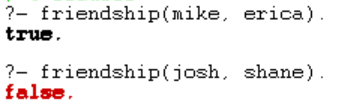 ?- friendship(mike, erica).
true.
?- friendship(josh, shane).
false.